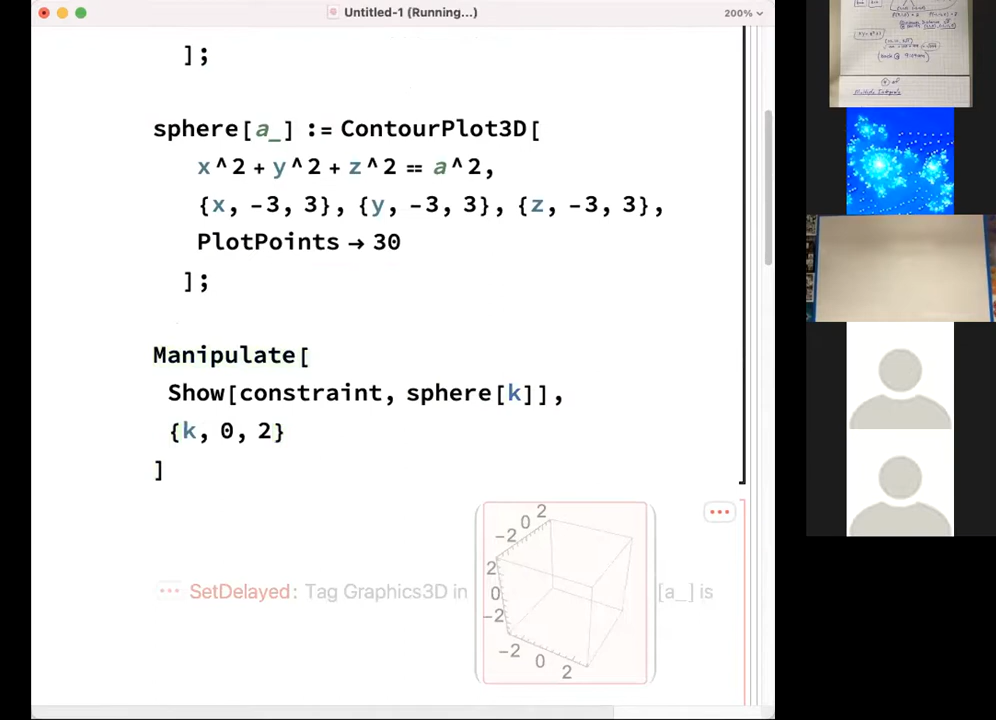 Untitled-1 (Running...)
200%
];
sphere[a_] := ContourPlot3D[
x^2 + y^2 + z^2 == a^2,
{x, -3, 3}, {y, -3, 3}, {z, -3, 3},
PlotPoints → 30
];
Manipulate[
Show[constraint, sphere[k]],
{k, 0, 2}
]
SetDelayed: Tag Graphics3D in [a_] is
-2 0 2
2
0
-2
-2 0 2
Multiple Integrals